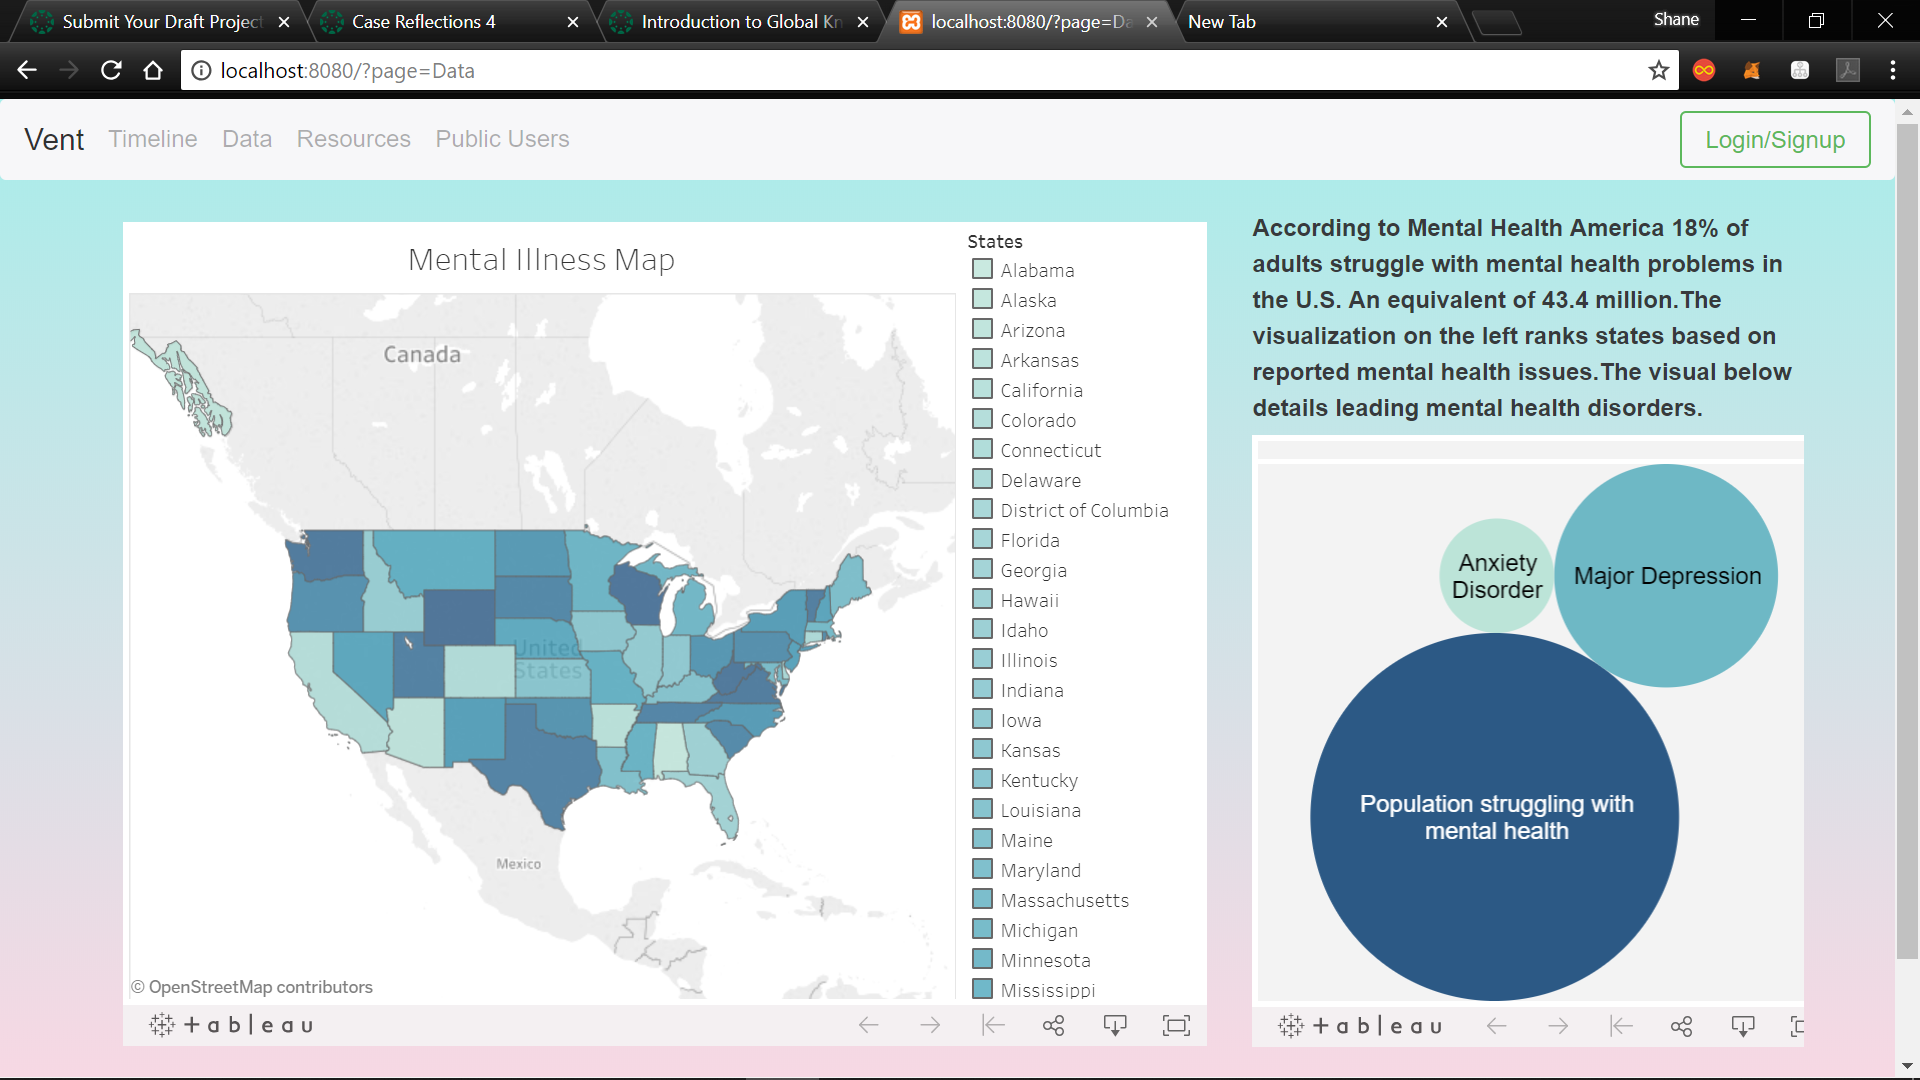 Submit Your Draft Projec
Case Reflections 4
Introduction to Global Kn
localhost:8080/?page=Da
New Tab
Shane
localhost:8080/?page=Data
Vent
Timeline
Data
Resources
Public Users
Login/Signup
Mental Illness Map
Canada
United
States
Mexico
© OpenStreetMap contributors
States
Alabama
Alaska
Arizona
Arkansas
California
Colorado
Connecticut
Delaware
District of Columbia
Florida
Georgia
Hawaii
Idaho
Illinois
Indiana
Iowa
Kansas
Kentucky
Louisiana
Maine
Maryland
Massachusetts
Michigan
Minnesota
Mississippi
+ableau
According to Mental Health America 18% of
adults struggle with mental health problems in
the U.S. An equivalent of 43.4 million.The
visualization on the left ranks states based on
reported mental health issues.The visual below
details leading mental health disorders.
Anxiety
Disorder
Major Depression
Population struggling with
mental health
+ableau